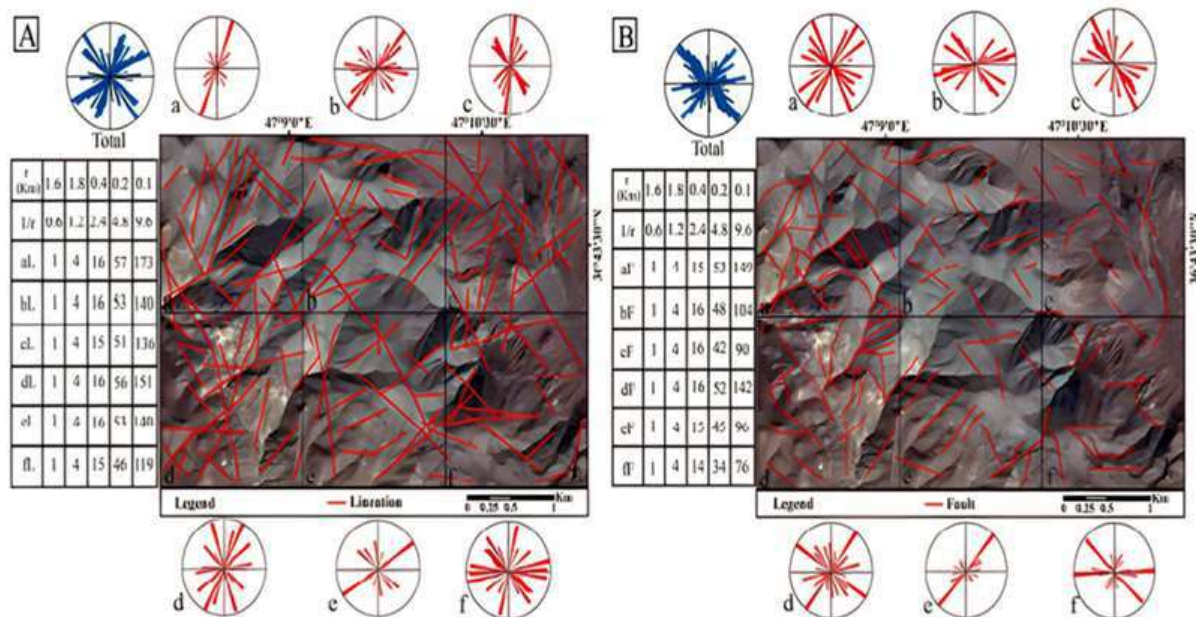 A
a
b
c
Total
47°9'0"E
47°10'30"E
r (Km) 1.6 1.8 0.4 0.2 0.1
1/r 0.6 1.2 2.4 4.8 9.6
aL 1 4 16 57 173
bL 1 4 16 53 140
cL 1 4 15 51 136
dL 1 4 16 56 151
eL 1 4 16 53 140
fL 1 4 15 46 119
a
b
c
d
e
f
Legend
Lineation
0 0.25 0.5 1
Km
d
e
f
B
a
b
c
Total
47°9'0"E
47°10'30"E
36°43'30"N
r (Km) 1.6 1.8 0.4 0.2 0.1
1/r 0.6 1.2 2.4 4.8 9.6
aF 1 4 15 53 149
bF 1 4 16 48 104
cF 1 4 16 42 90
dF 1 4 16 52 142
eF 1 4 15 45 96
fF 1 4 14 34 76
a
b
c
d
e
f
Legend
Fault
0 0.25 0.5 1
Km
d
e
f